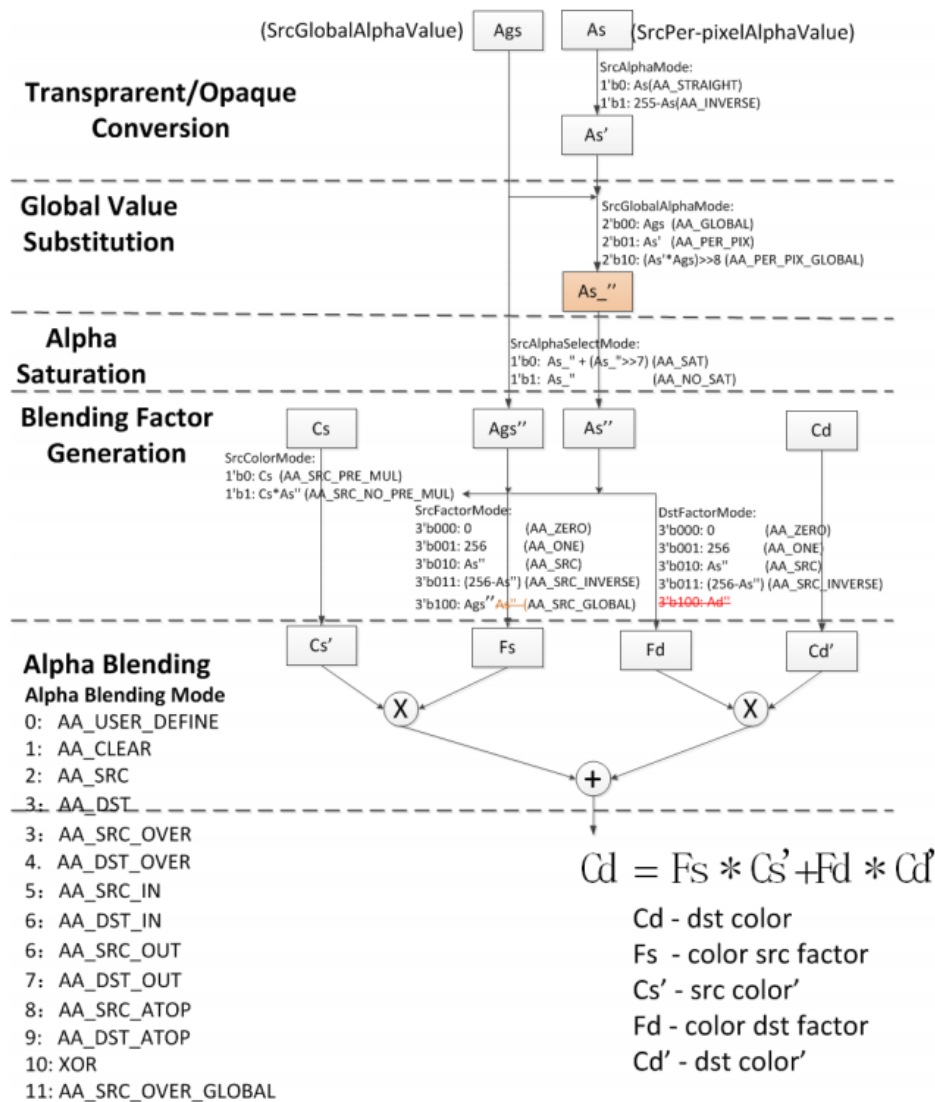 (SrcGlobalAlphaValue) Ags As (SrcPer-pixelAlphaValue)
SrcAlphaMode:
1'b0: As(AA_STRAIGHT)
1'b1: 255-As(AA_INVERSE)
Transprarent/Opaque
Conversion
As'
Global Value
Substitution
SrcGlobalAlphaMode:
2'b00: Ags (AA_GLOBAL)
2'b01: As' (AA_PER_PIX)
2'b10: (As'*Ags)>>8 (AA_PER_PIX_GLOBAL)
As_''
Alpha
Saturation
SrcAlphaSelectMode:
1'b0: As_" + (As_">>7) (AA_SAT)
1'b1: As_" (AA_NO_SAT)
Blending Factor
Generation
Cs Ags'' As'' Cd
SrcColorMode:
1'b0: Cs (AA_SRC_PRE_MUL)
1'b1: Cs*As" (AA_SRC_NO_PRE_MUL)
SrcFactorMode:
3'b000: 0 (AA_ZERO)
3'b001: 256 (AA_ONE)
3'b010: As" (AA_SRC)
3'b011: (256-As") (AA_SRC_INVERSE)
3'b100: Ags'' As" (AA_SRC_GLOBAL)
DstFactorMode:
3'b000: 0 (AA_ZERO)
3'b001: 256 (AA_ONE)
3'b010: As" (AA_SRC)
3'b011: (256-As") (AA_SRC_INVERSE)
3'b100: Ad"
Cs' Fs Fd Cd'
X X
+
Alpha Blending
Alpha Blending Mode
0: AA_USER_DEFINE
1: AA_CLEAR
2: AA_SRC
3: AA_DST
3: AA_SRC_OVER
4. AA_DST_OVER
5: AA_SRC_IN
6: AA_DST_IN
6: AA_SRC_OUT
7: AA_DST_OUT
8: AA_SRC_ATOP
9: AA_DST_ATOP
10: XOR
11: AA_SRC_OVER_GLOBAL
Cd = Fs * Cs' + Fd * Cd'
Cd - dst color
Fs - color src factor
Cs' - src color'
Fd - color dst factor
Cd' - dst color'